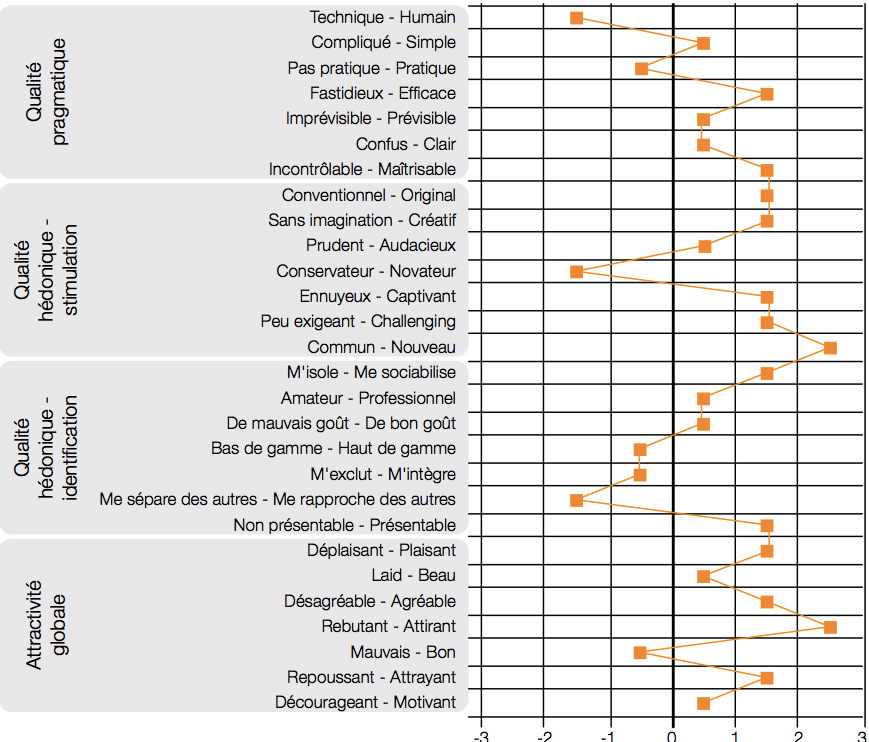 Qualité
pragmatique
Technique - Humain
Compliqué - Simple
Pas pratique - Pratique
Fastidieux - Efficace
Imprévisible - Prévisible
Confus - Clair
Incontrôlable - Maîtrisable
Qualité
hédonique -
stimulation
Conventionnel - Original
Sans imagination - Créatif
Prudent - Audacieux
Conservateur - Novateur
Ennuyeux - Captivant
Peu exigeant - Challenging
Commun - Nouveau
Qualité
hédonique -
identification
M'isole - Me sociabilise
Amateur - Professionnel
De mauvais goût - De bon goût
Bas de gamme - Haut de gamme
M'exclut - M'intègre
Me sépare des autres - Me rapproche des autres
Non présentable - Présentable
Attractivité
globale
Déplaisant - Plaisant
Laid - Beau
Désagréable - Agréable
Rebutant - Attirant
Mauvais - Bon
Repoussant - Attrayant
Décourageant - Motivant
-3 -2 -1 0 1 2 3